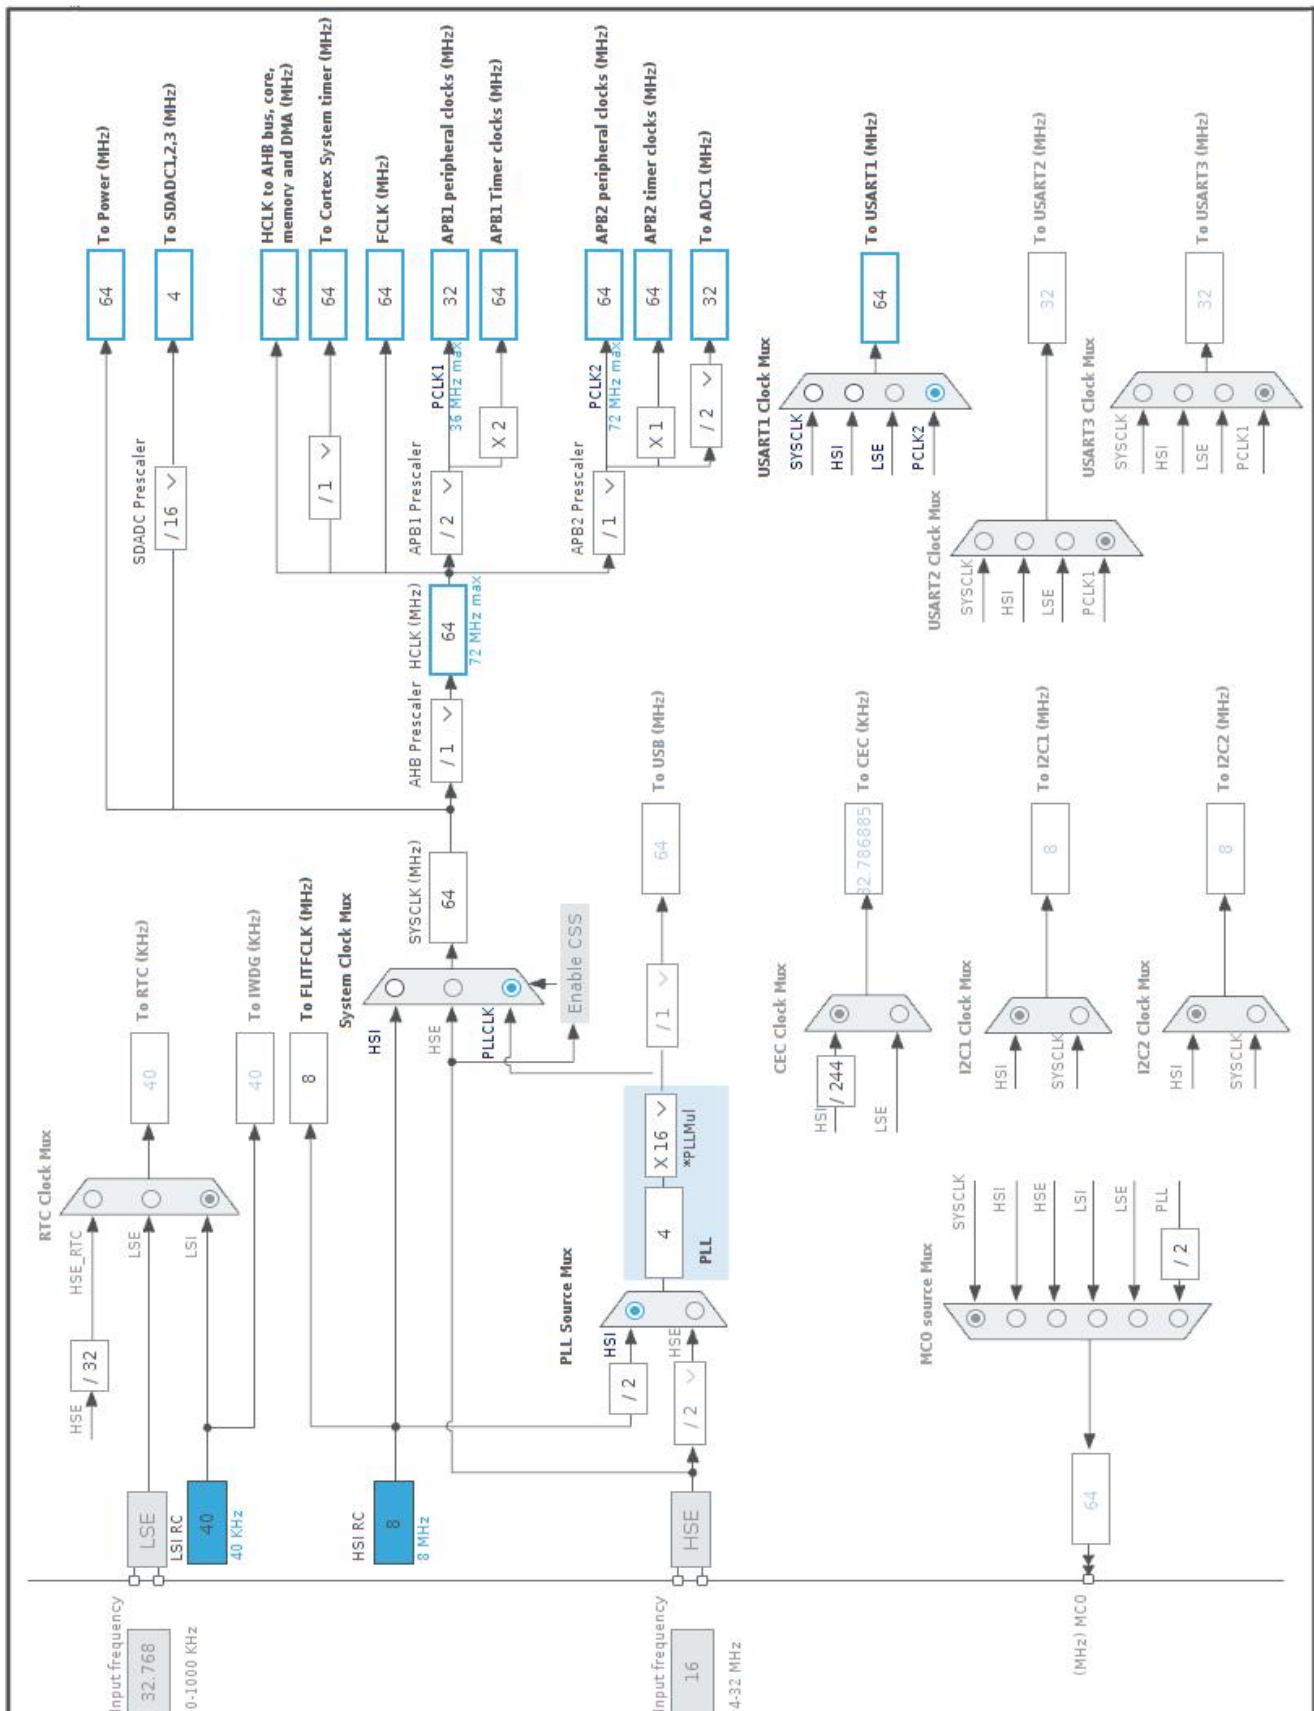 Input frequency
32.768
0-1000 KHz
LSE
LSI RC
40
40 KHz
HSE
/ 32
HSE_RTC
LSE
LSI
RTC Clock Mux
40
To RTC (KHz)
40
To IWDG (KHz)
8
To FLITFCLK (MHz)
HSI RC
8
8 MHz
System Clock Mux
HSI
HSE
PLLCLK
Enable CSS
SYSCLK (MHz)
64
AHB Prescaler
/ 1
HCLK (MHz)
64
72 MHz max
SDADC Prescaler
/ 16
64
To Power (MHz)
4
To SDADC1,2,3 (MHz)
64
HCLK to AHB bus, core,
memory and DMA (MHz)
/ 1
64
To Cortex System timer (MHz)
64
FCLK (MHz)
APB1 Prescaler
/ 2
PCLK1
36 MHz max
32
APB1 peripheral clocks (MHz)
X 2
64
APB1 Timer clocks (MHz)
APB2 Prescaler
/ 1
PCLK2
72 MHz max
64
APB2 peripheral clocks (MHz)
X 1
64
APB2 timer clocks (MHz)
/ 2
32
To ADC1 (MHz)
Input frequency
16
4-32 MHz
HSE
PLL Source Mux
/ 2
HSI
/ 2
HSE
4
X 16
*PLLMul
PLL
/ 1
64
To USB (MHz)
USART1 Clock Mux
SYSCLK
HSI
LSE
PCLK2
64
To USART1 (MHz)
USART2 Clock Mux
SYSCLK
HSI
LSE
PCLK1
32
To USART2 (MHz)
USART3 Clock Mux
SYSCLK
HSI
LSE
PCLK1
32
To USART3 (MHz)
CEC Clock Mux
HSI
/ 244
LSE
32.786885
To CEC (KHz)
I2C1 Clock Mux
HSI
SYSCLK
8
To I2C1 (MHz)
I2C2 Clock Mux
HSI
SYSCLK
8
To I2C2 (MHz)
MCO source Mux
SYSCLK
HSI
HSE
LSI
LSE
PLL
/ 2
64
(MHz) MCO